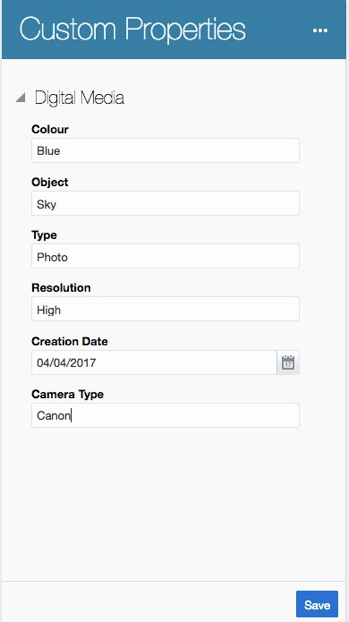 Custom Properties
Digital Media
Colour
Blue
Object
Sky
Type
Photo
Resolution
High
Creation Date
04/04/2017
17
Camera Type
Canon
Save